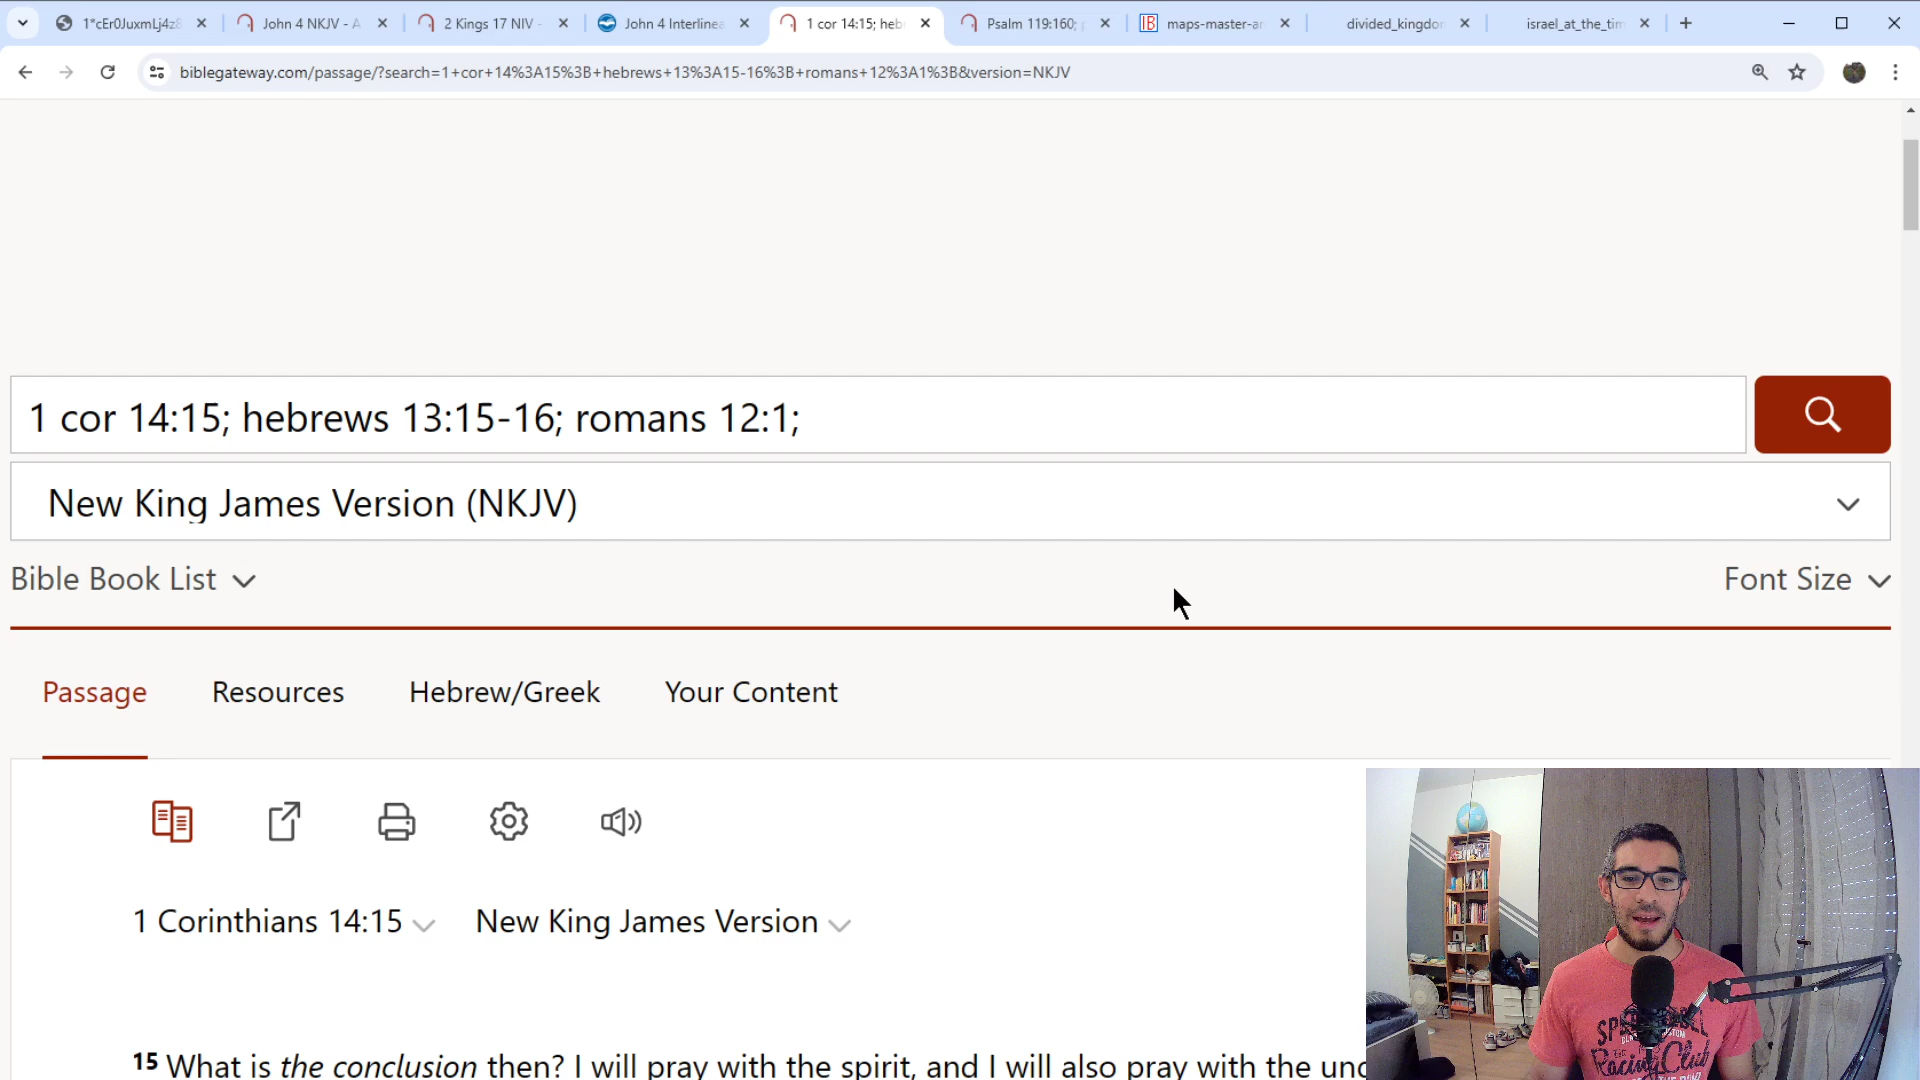 1*cEr0JuxmLj4z8
John 4 NKJV - A
2 Kings 17 NIV -
John 4 Interlinea
1 cor 14:15; heb
Psalm 119:160;
maps-master-ar
divided_kingdo
israel_at_the_tim
biblegateway.com/passage/?search=1+cor+14%3A15%3B+hebrews+13%3A15-16%3B+romans+12%3A1%3B&version=NKJV
1 cor 14:15; hebrews 13:15-16; romans 12:1;
New King James Version (NKJV)
Bible Book List
Font Size
Passage
Resources
Hebrew/Greek
Your Content
1 Corinthians 14:15
New King James Version
15 What is the conclusion then? I will pray with the spirit, and I will also pray with the unc
Racing Club